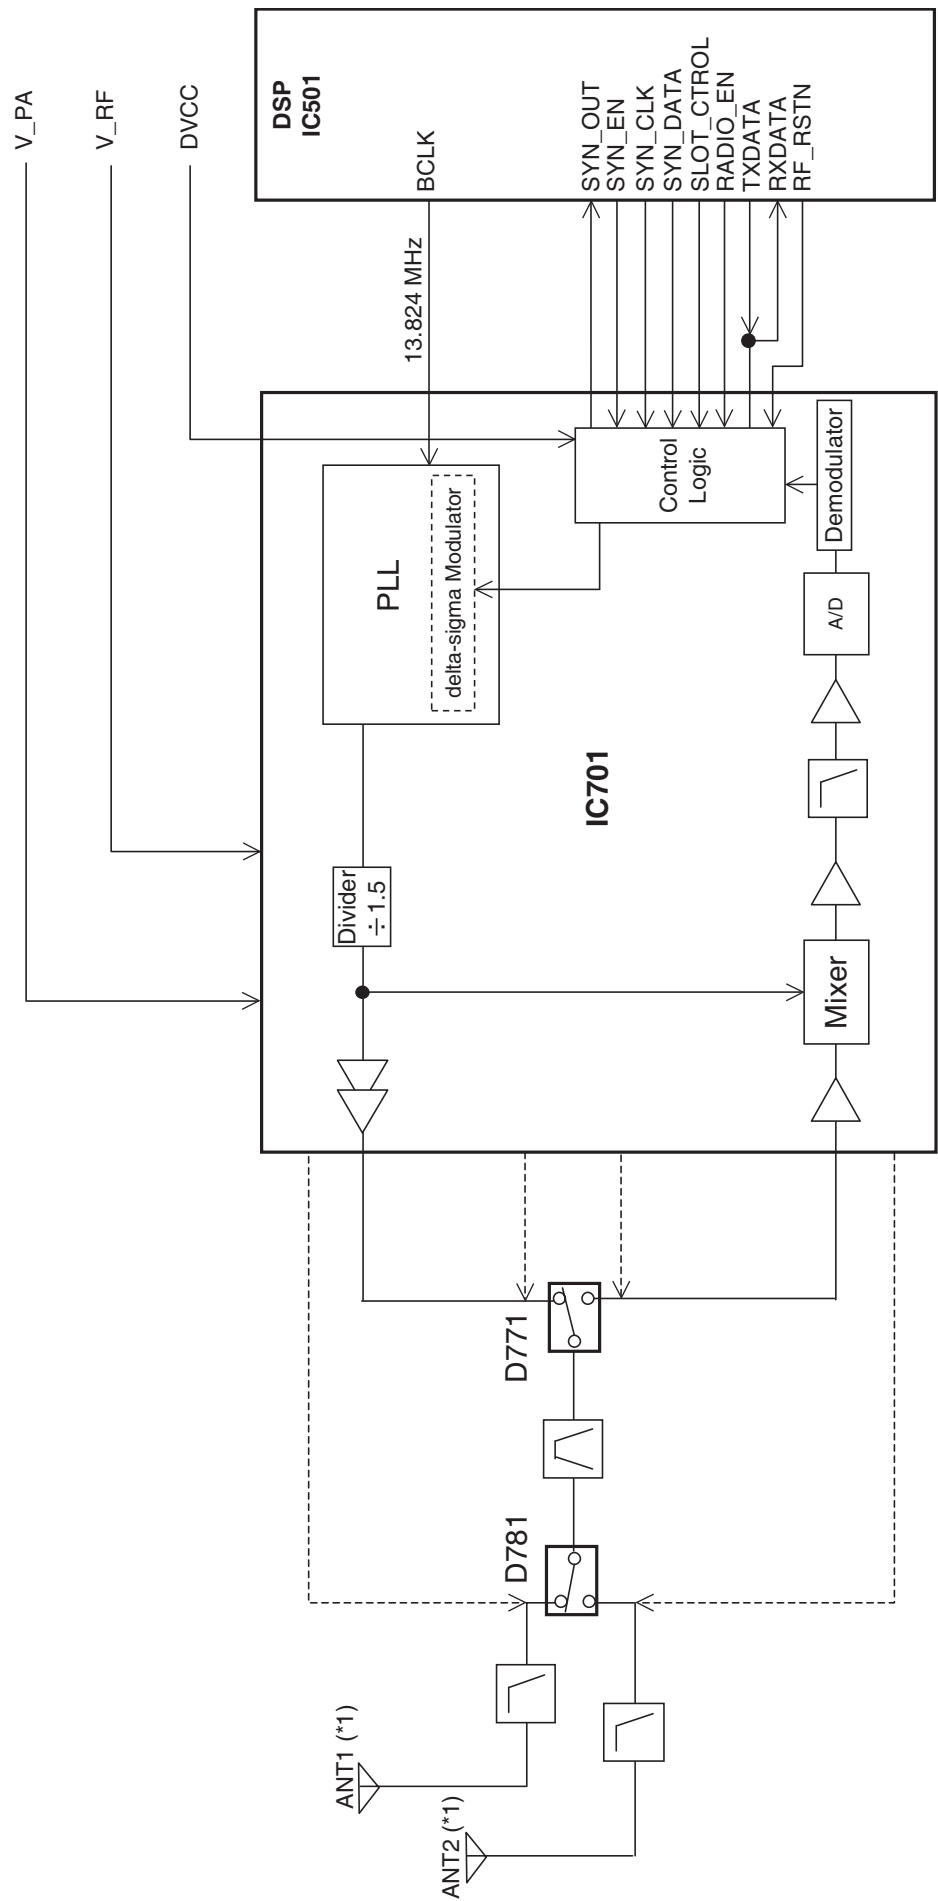 V_PA
V_RF
DVCC
DSP
IC501
BCLK
SYN_OUT
SYN_EN
SYN_CLK
SYN_DATA
SLOT_CTROL
RADIO_EN
TXDATA
RXDATA
RF_RSTN
13.824 MHz
PLL
delta-sigma Modulator
Control
Logic
Demodulator
A/D
IC701
Divider
÷1.5
Mixer
D771
D781
ANT1 (*1)
ANT2 (*1)